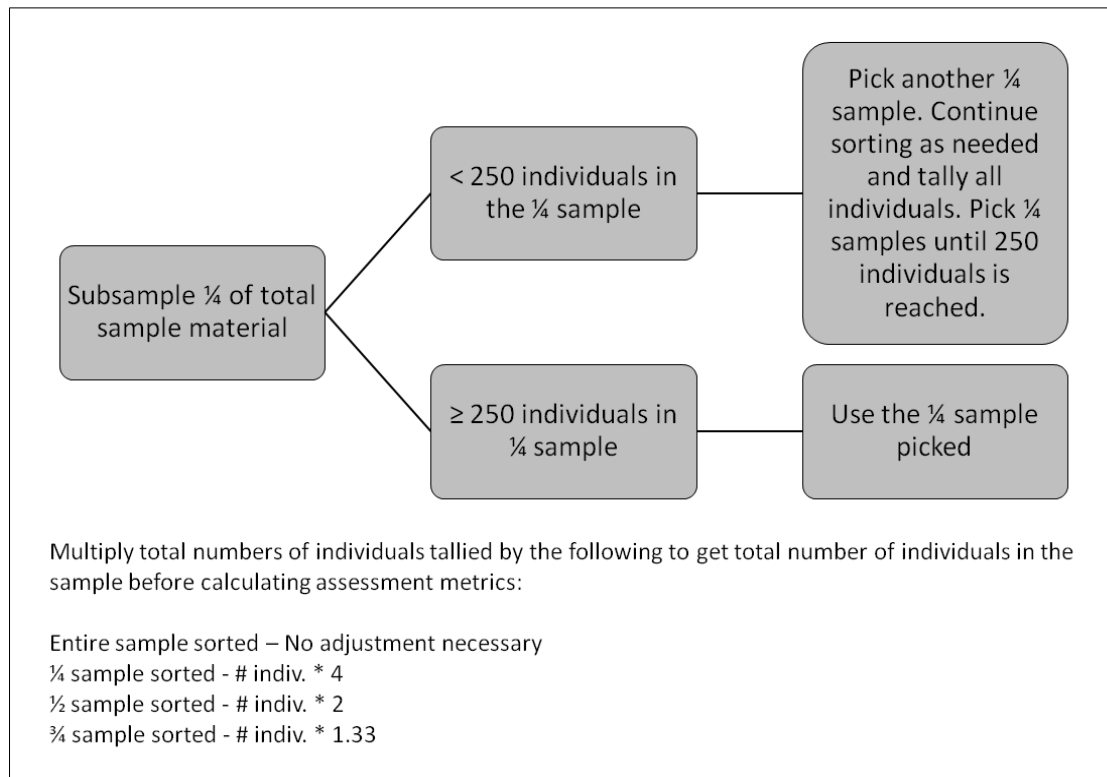 Subsample ¼ of total
sample material
< 250 individuals in
the ¼ sample
Pick another ¼
sample. Continue
sorting as needed
and tally all
individuals. Pick ¼
samples until 250
individuals is
reached.
≥ 250 individuals in
¼ sample
Use the ¼ sample
picked
Multiply total numbers of individuals tallied by the following to get total number of individuals in the
sample before calculating assessment metrics:
Entire sample sorted – No adjustment necessary
¼ sample sorted - # indiv. * 4
½ sample sorted - # indiv. * 2
¾ sample sorted - # indiv. * 1.33